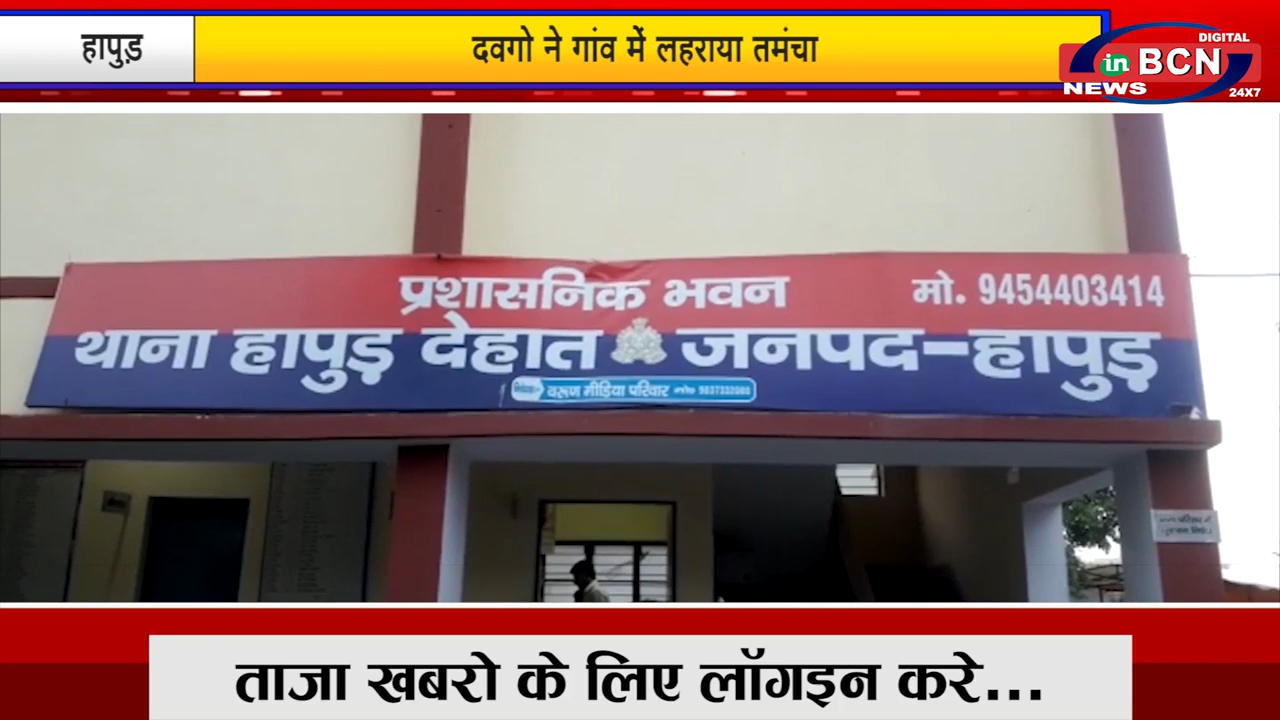 हापुड़
दवगो ने गांव में लहराया तमंचा
DIGITAL
in BCN
NEWS
24X7
प्रशासनिक भवन
मो. 9454403414
थाना हापुड़ देहात जनपद-हापुड़
वरूण मीडिया परिवार
ताजा खबरो के लिए लॉगइन करे...